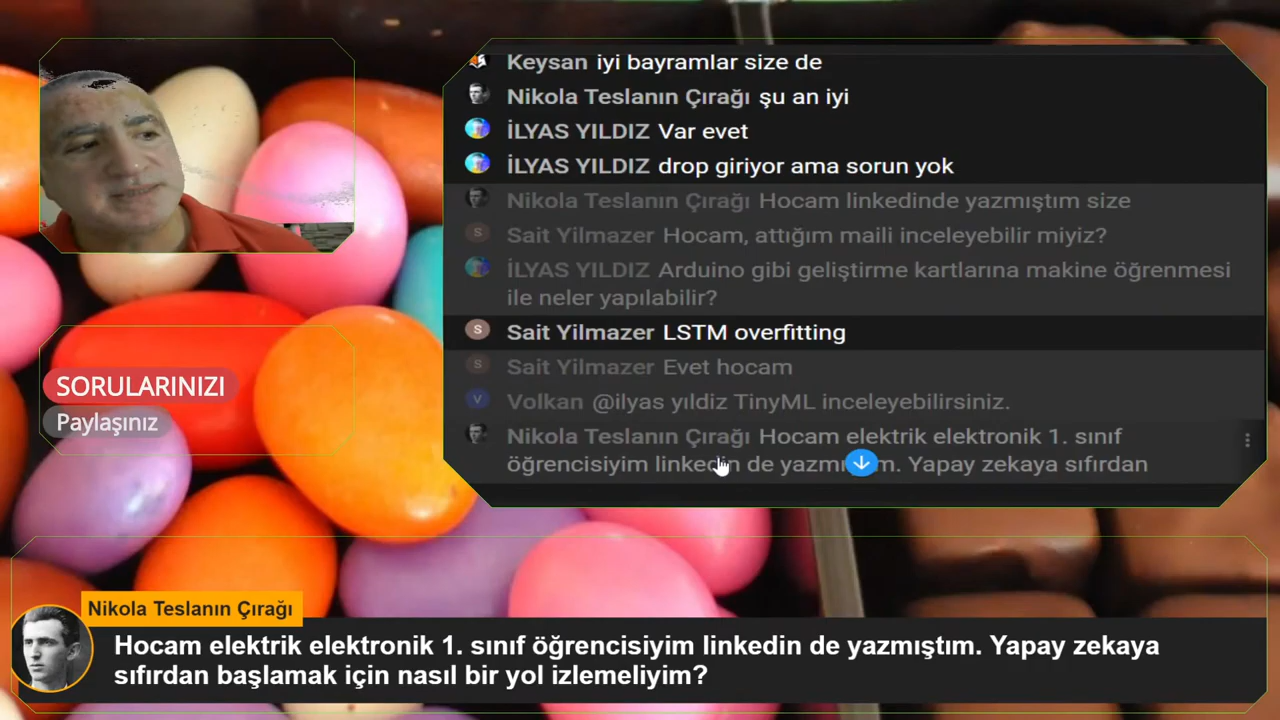 Keysan iyi bayramlar size de
Nikola Teslanın Çırağı şu an iyi
İLYAS YILDIZ Var evet
İLYAS YILDIZ drop giriyor ama sorun yok
Nikola Teslanın Çırağı Hocam linkedinde yazmıştım size
S Sait Yilmazer Hocam, attığım maili inceleyebilir miyiz?
İLYAS YILDIZ Arduino gibi geliştirme kartlarına makine öğrenmesi
ile neler yapılabilir?
S Sait Yilmazer LSTM overfitting
S Sait Yilmazer Evet hocam
V Volkan @ilyas yıldiz TinyML inceleyebilirsiniz.
Nikola Teslanın Çırağı Hocam elektrik elektronik 1. sınıf
öğrencisiyim linkedin de m. Yapay zekaya sıfırdan
SORULARINIZI
Paylaşınız
Nikola Teslanın Çırağı
Hocam elektrik elektronik 1. sınıf öğrencisiyim linkedin de yazmıştım. Yapay zekaya
sıfırdan başlamak için nasıl bir yol izlemeliyim?